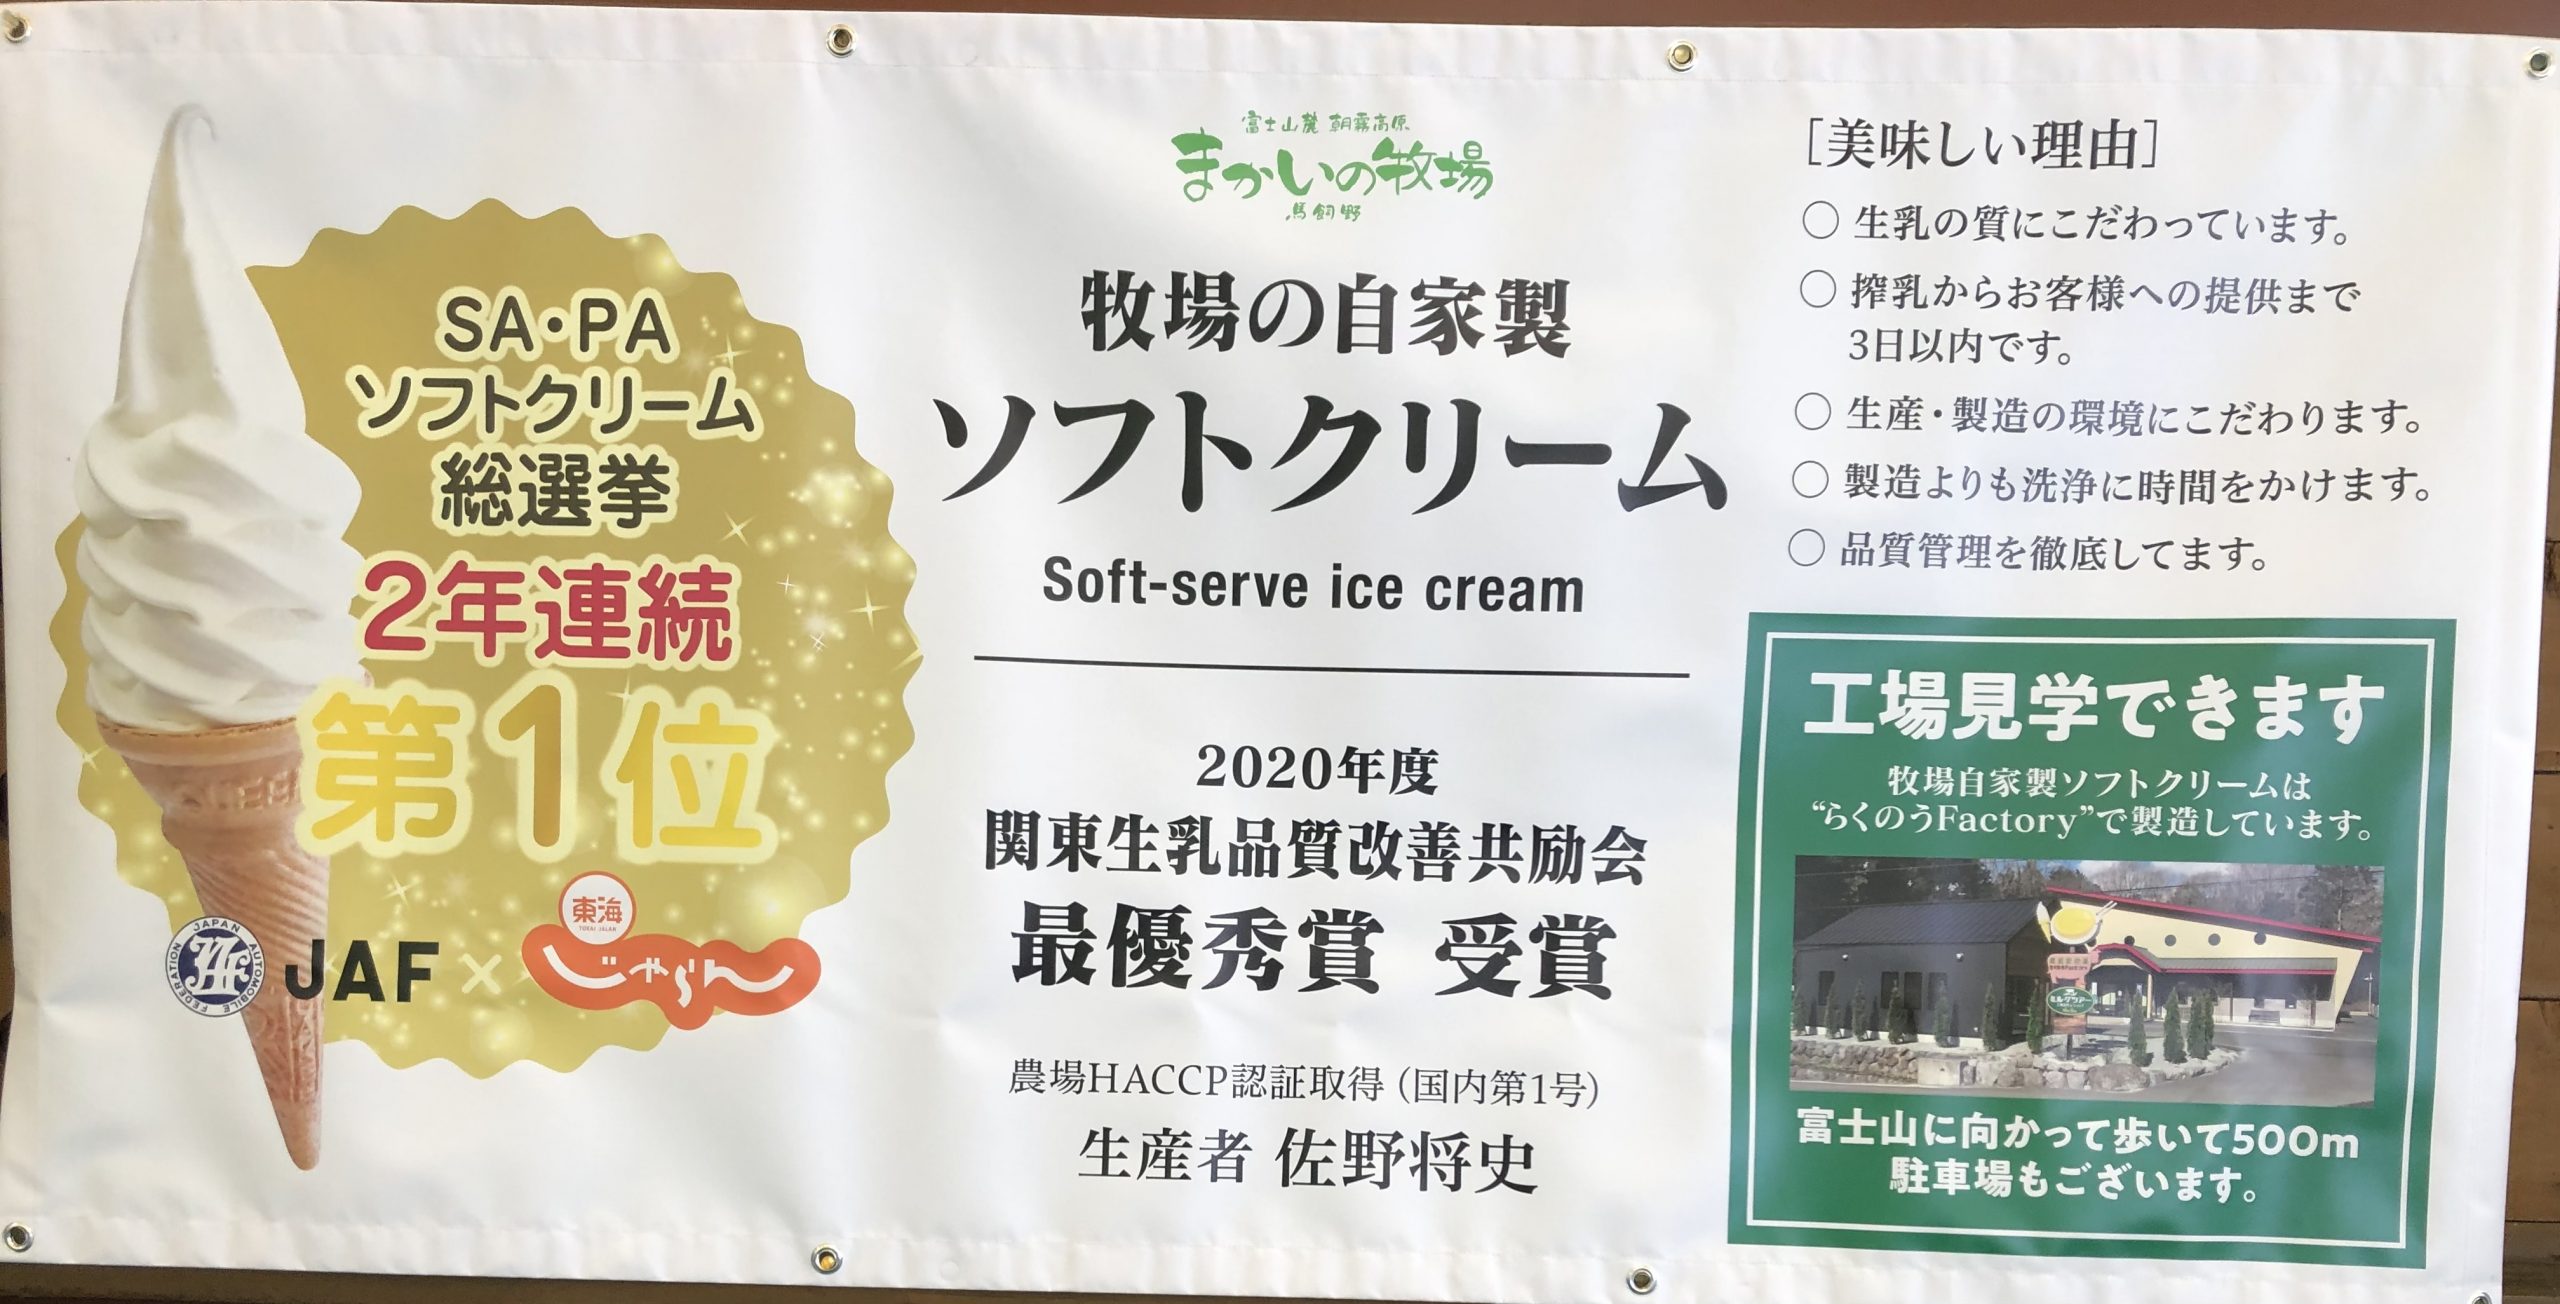 SA・PA
ソフトクリーム
総選挙
2年連続
第1位
JAPAN AUTOMOBILE FEDERATION
JAF×
東海
TOKAI JALAN
じゃらん
富士山麓 朝霧高原
まかいの牧場
馬飼野
牧場の自家製
ソフトクリーム
Soft-serve ice cream
2020年度
関東生乳品質改善共励会
最優秀賞 受賞
農場HACCP認証取得（国内第1号）
生産者 佐野将史
［美味しい理由］
○ 生乳の質にこだわっています。
○ 搾乳からお客様への提供まで
3日以内です。
○ 生産・製造の環境にこだわります。
○ 製造よりも洗浄に時間をかけます。
○ 品質管理を徹底してます。
工場見学できます
牧場自家製ソフトクリームは
“らくのうFactory”で製造しています。
ミルクツアー
富士山に向かって歩いて500m
駐車場もございます。